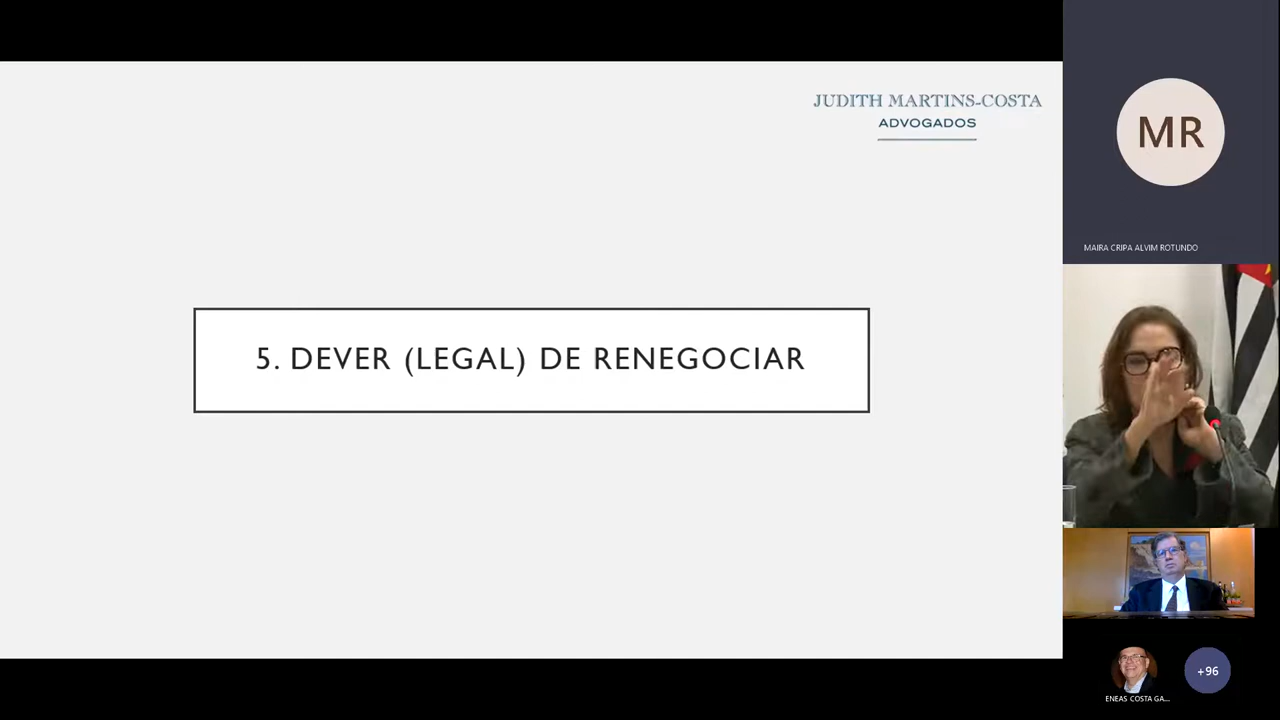 JUDITH MARTINS-COSTA
ADVOGADOS
5. DEVER (LEGAL) DE RENEGOCIAR
MR
MAIRA CRIPA ALVIM ROTUNDO
ENEAS COSTA GA...
+96